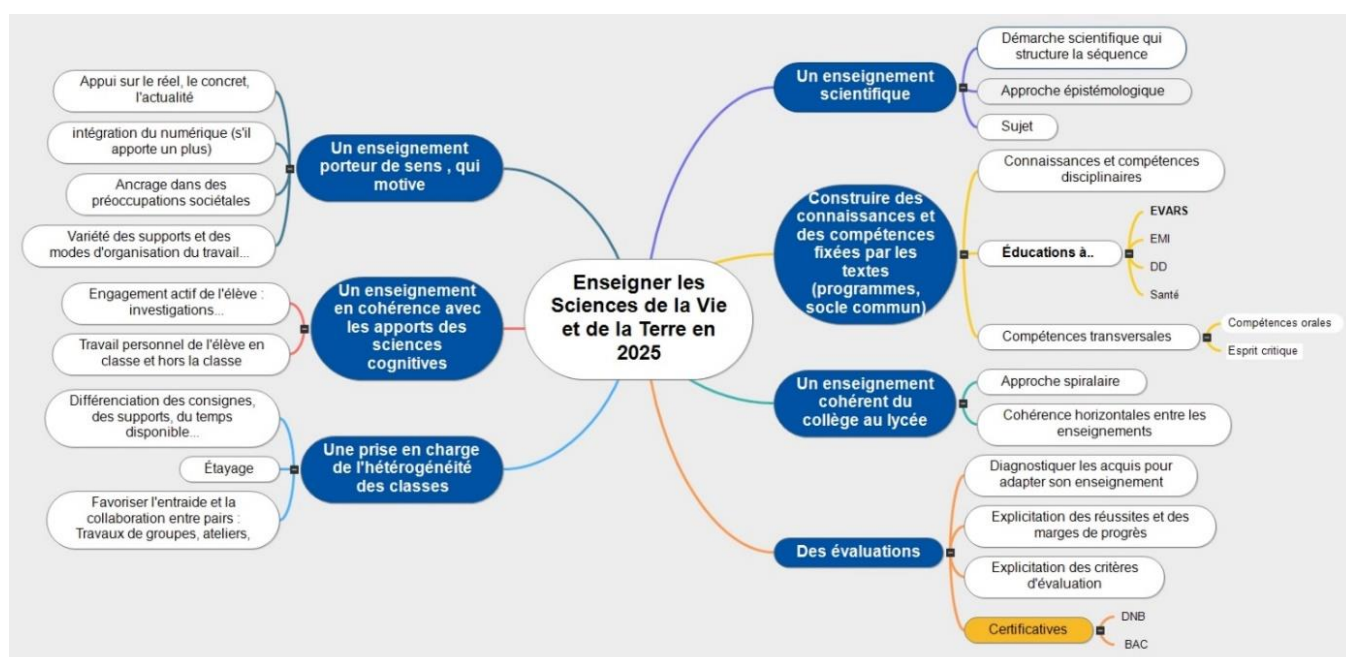 Enseigner les
Sciences de la Vie
et de la Terre en
2025
Un enseignement
scientifique
Démarche scientifique qui
structure la séquence
Approche épistémologique
Sujet
Construire des
connaissances et
des compétences
fixées par les
textes
(programmes,
socle commun)
Connaissances et compétences
disciplinaires
Éducations à..
EVARS
EMI
DD
Santé
Compétences transversales
Compétences orales
Esprit critique
Un enseignement
cohérent du
collège au lycée
Approche spiralaire
Cohérence horizontales entre les
enseignements
Des évaluations
Diagnostiquer les acquis pour
adapter son enseignement
Explicitation des réussites et des
marges de progrès
Explicitation des critères
d'évaluation
Certificatives
DNB
BAC
Un enseignement
porteur de sens , qui
motive
Appui sur le réel, le concret,
l'actualité
intégration du numérique (s'il
apporte un plus)
Ancrage dans des
préoccupations sociétales
Variété des supports et des
modes d'organisation du travail...
Un enseignement
en cohérence avec
les apports des
sciences
cognitives
Engagement actif de l'élève :
investigations...
Travail personnel de l'élève en
classe et hors la classe
Une prise en charge
de l'hétérogénéité
des classes
Différenciation des consignes,
des supports, du temps
disponible...
Étayage
Favoriser l'entraide et la
collaboration entre pairs :
Travaux de groupes, ateliers,